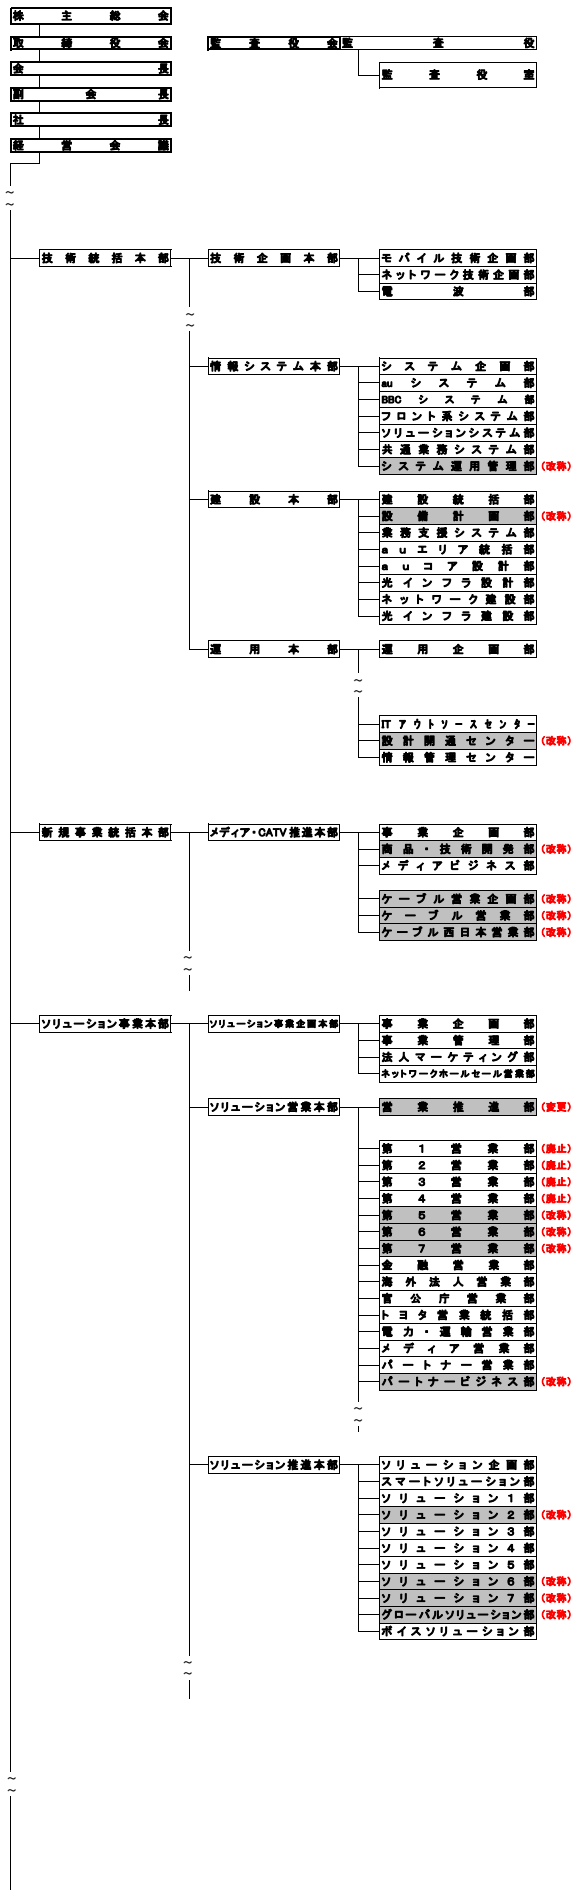 株主総会
取締役会 監査役会 監査役
会長 監査役室
副会長
社長
経営会議
～
～
技術統括本部 技術企画本部 モバイル技術企画部
ネットワーク技術企画部
電波部
～
～
情報システム本部 システム企画部
auシステム部
BBCシステム部
フロント系システム部
ソリューションシステム部
共通業務システム部
システム運用管理部 (改称)
建設本部 建設統括部
設備計画部 (改称)
業務支援システム部
auエリア統括部
auコア設計部
光インフラ設計部
ネットワーク建設部
光インフラ建設部
運用本部 運用企画部
～
～
ITアウトソースセンター
設計開通センター (改称)
情報管理センター
新規事業統括本部 メディア・CATV推進本部 事業企画部
商品・技術開発部 (改称)
メディアビジネス部
ケーブル営業企画部 (改称)
ケーブル営業部 (改称)
ケーブル西日本営業部 (改称)
～
～
ソリューション事業本部 ソリューション事業企画本部 事業企画部
事業管理部
法人マーケティング部
ネットワークホールセール営業部
ソリューション営業本部 営業推進部 (変更)
第1営業部 (廃止)
第2営業部 (廃止)
第3営業部 (廃止)
第4営業部 (廃止)
第5営業部 (改称)
第6営業部 (改称)
第7営業部 (改称)
金融営業部
海外法人営業部
官公庁営業部
トヨタ営業統括部
電力・運輸営業部
メディア営業部
パートナー営業部
パートナービジネス部 (改称)
～
～
ソリューション推進本部 ソリューション企画部
スマートソリューション部
ソリューション1部
ソリューション2部 (改称)
ソリューション3部
ソリューション4部
ソリューション5部
ソリューション6部 (改称)
ソリューション7部 (改称)
グローバルソリューション部 (改称)
ボイスソリューション部
～
～
～
～